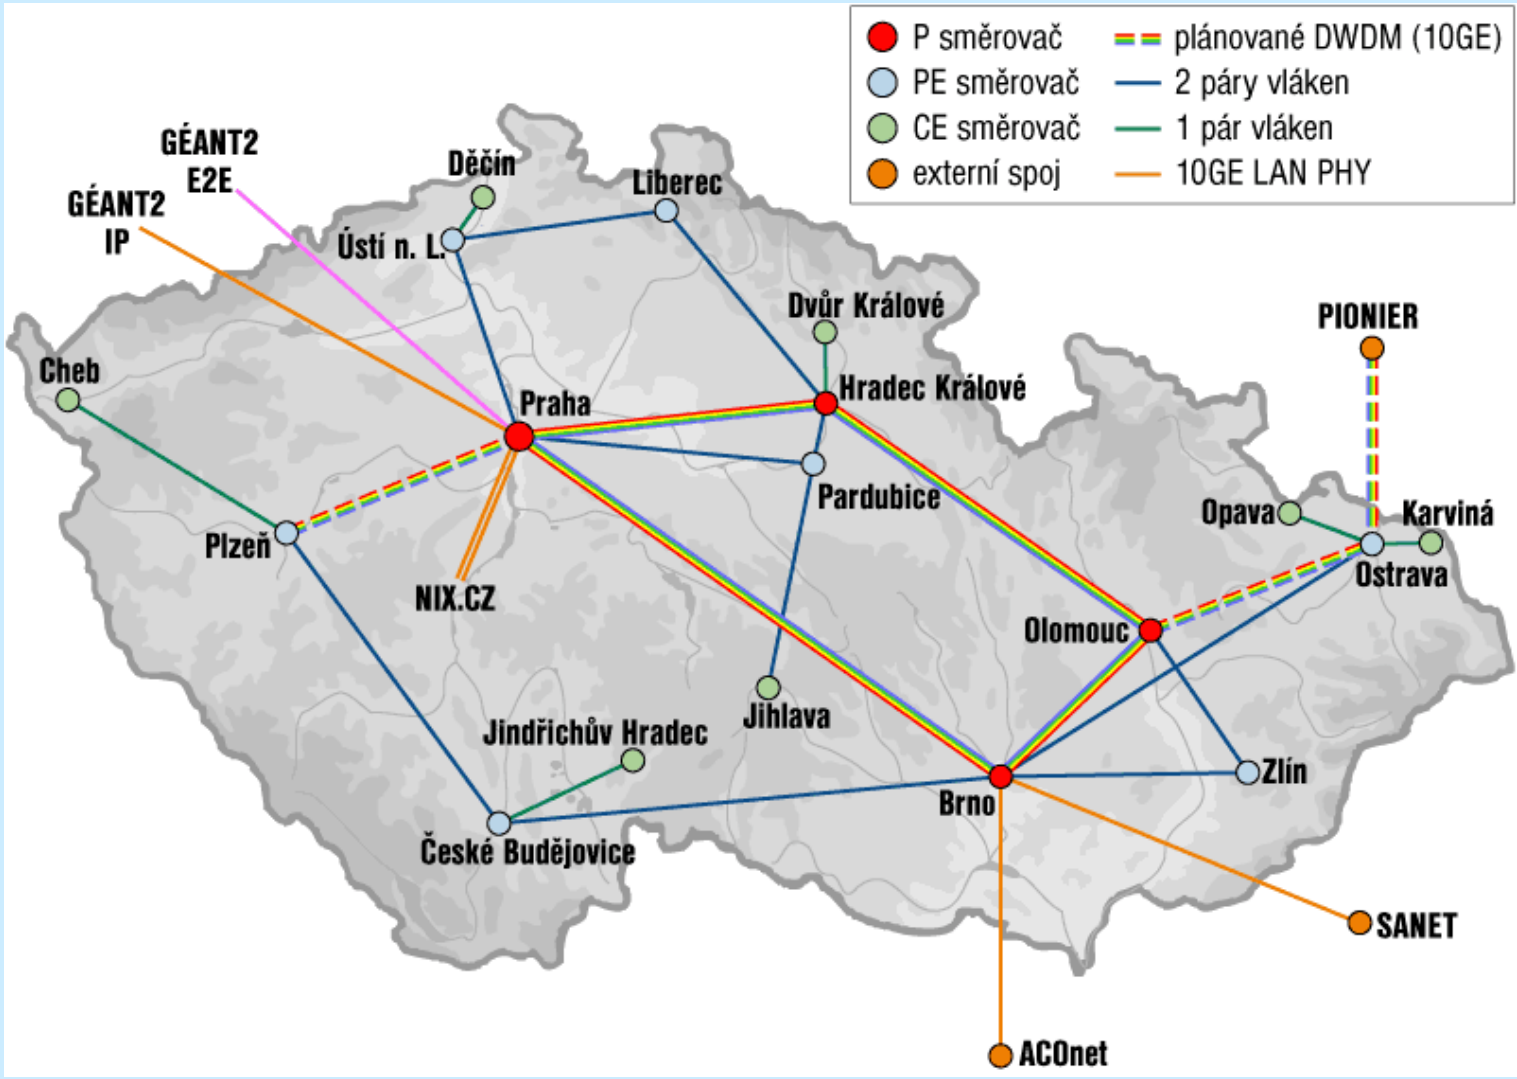 P směrovač
PE směrovač
CE směrovač
externí spoj
plánované DWDM (10GE)
2 páry vláken
1 pár vláken
10GE LAN PHY
GÉANT2
E2E
GÉANT2
IP
Děčín
Liberec
Ústí n. L.
Dvůr Králové
PIONIER
Cheb
Hradec Králové
Praha
Pardubice
Opava
Karviná
Plzeň
Ostrava
NIX.CZ
Olomouc
Jihlava
Jindřichův Hradec
Zlín
Brno
České Budějovice
SANET
ACOnet